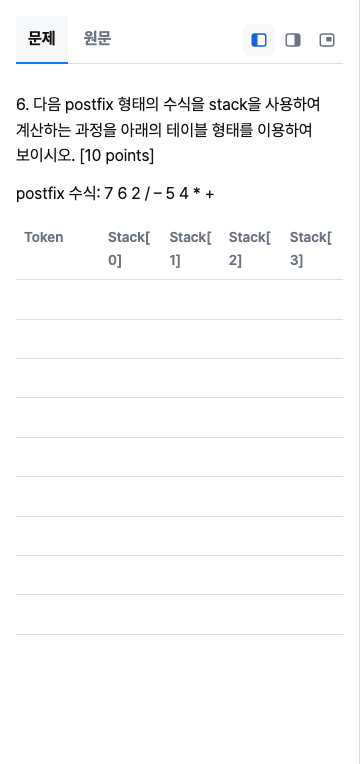 문제 원문
6. 다음 postfix 형태의 수식을 stack을 사용하여
계산하는 과정을 아래의 테이블 형태를 이용하여
보이시오. [10 points]
postfix 수식: 7 6 2 / – 5 4 * +
Token Stack[0] Stack[1] Stack[2] Stack[3]